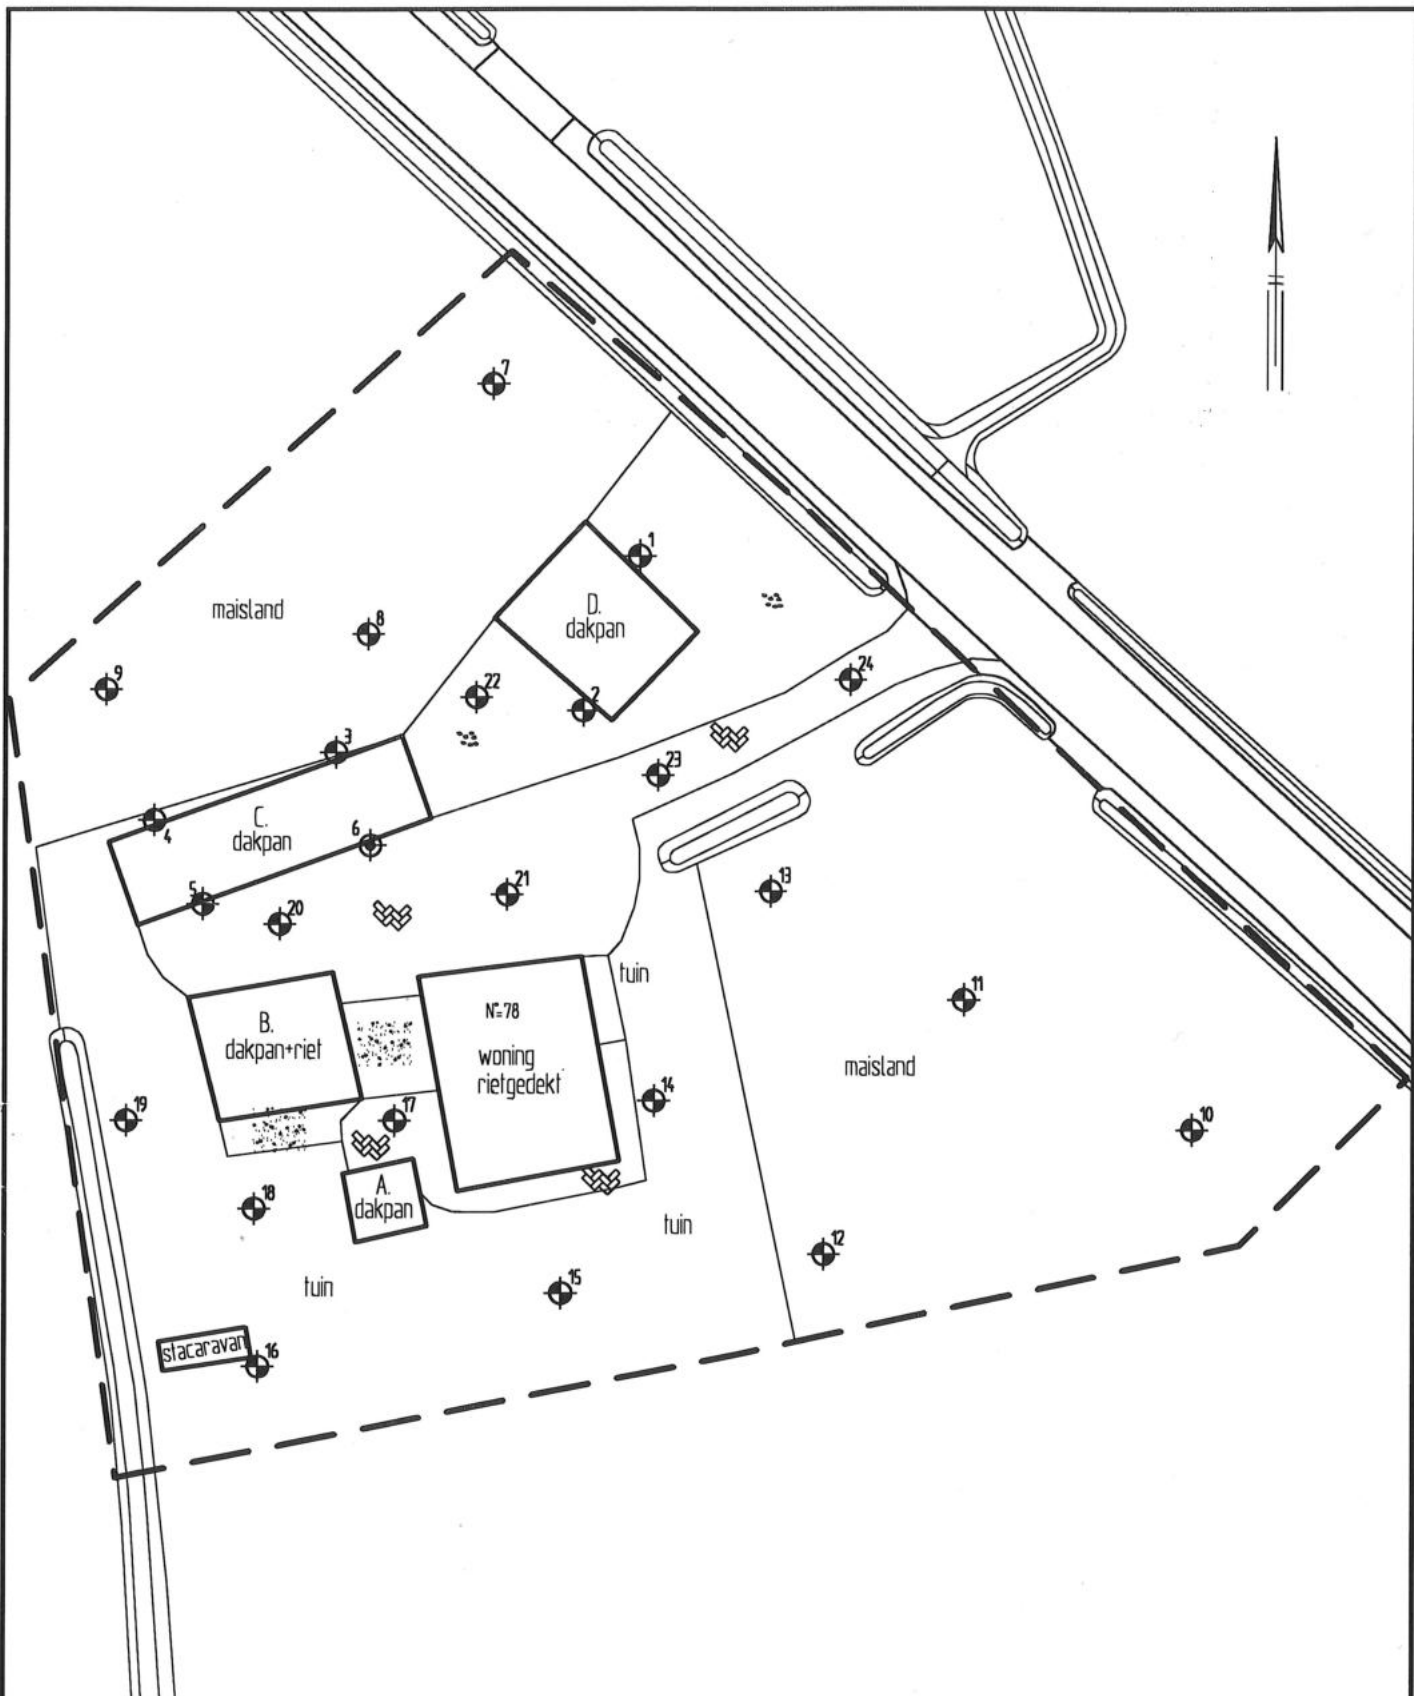 7
1
D.
dakpan
maisland
8
9
22
2
24
3
23
4
C.
dakpan
6
5
20
21
13
tuin
11
N°=78
B.
dakpan+riet
woning
rietgedekt
maisland
14
19
17
10
A.
dakpan
18
tuin
12
tuin
15
stacaravan
16